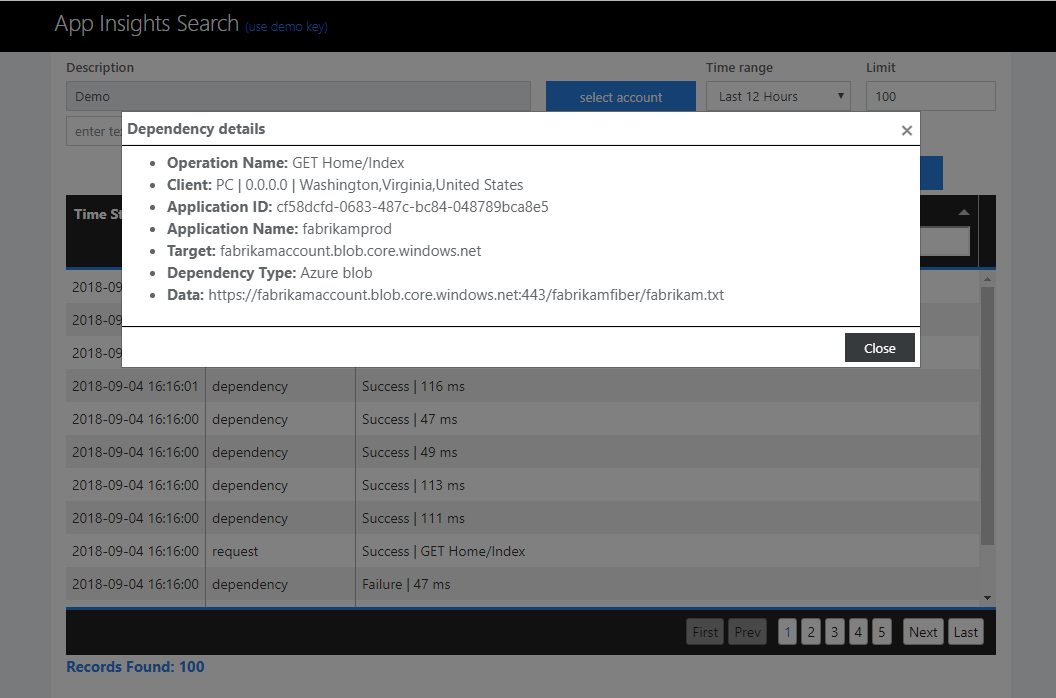 App Insights Search (use demo key)
Description
Time range
Limit
Demo
select account
Last 12 Hours
100
Dependency details
×
Operation Name: GET Home/Index
Client: PC | 0.0.0.0 | Washington,Virginia,United States
Application ID: cf58dcfd-0683-487c-bc84-048789bca8e5
Application Name: fabrikamprod
Target: fabrikamaccount.blob.core.windows.net
Dependency Type: Azure blob
Data: https://fabrikamaccount.blob.core.windows.net:443/fabrikamfiber/fabrikam.txt
Close
enter te
Time St
2018-09
2018-09
2018-09
2018-09-04 16:16:01 dependency Success | 116 ms
2018-09-04 16:16:00 dependency Success | 47 ms
2018-09-04 16:16:00 dependency Success | 49 ms
2018-09-04 16:16:00 dependency Success | 113 ms
2018-09-04 16:16:00 dependency Success | 111 ms
2018-09-04 16:16:00 request Success | GET Home/Index
2018-09-04 16:16:00 dependency Failure | 47 ms
First Prev 1 2 3 4 5 Next Last
Records Found: 100